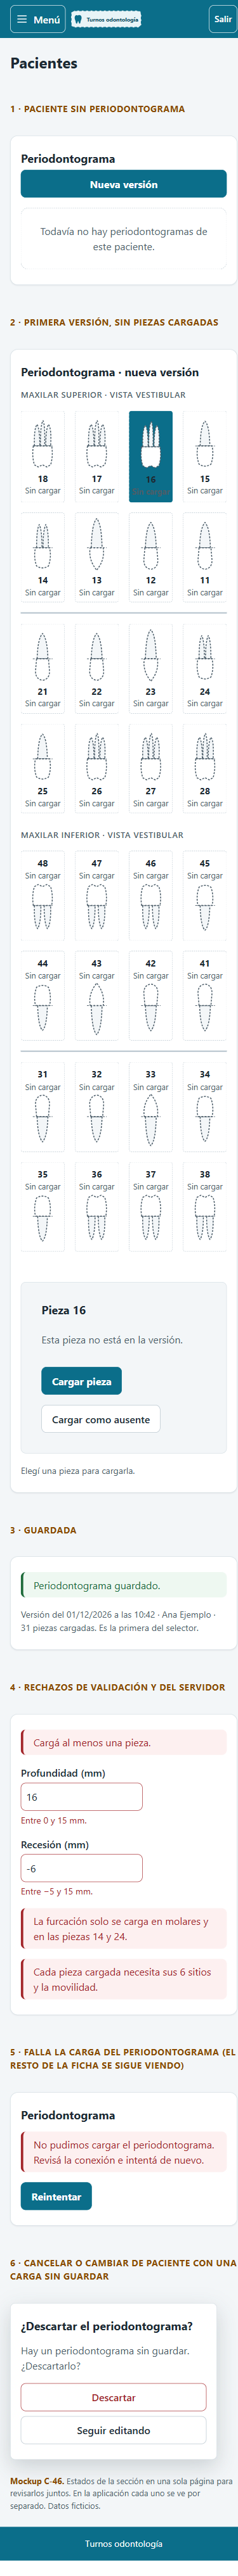 Menú
Turnos odontología
Salir
Pacientes
1 · PACIENTE SIN PERIODONTOGRAMA
Periodontograma
Nueva versión
Todavía no hay periodontogramas de
este paciente.
2 · PRIMERA VERSIÓN, SIN PIEZAS CARGADAS
Periodontograma · nueva versión
MAXILAR SUPERIOR · VISTA VESTIBULAR
18 17 16 15
Sin cargar Sin cargar Sin cargar Sin cargar
14 13 12 11
Sin cargar Sin cargar Sin cargar Sin cargar
21 22 23 24
Sin cargar Sin cargar Sin cargar Sin cargar
25 26 27 28
Sin cargar Sin cargar Sin cargar Sin cargar
MAXILAR INFERIOR · VISTA VESTIBULAR
48 47 46 45
Sin cargar Sin cargar Sin cargar Sin cargar
44 43 42 41
Sin cargar Sin cargar Sin cargar Sin cargar
31 32 33 34
Sin cargar Sin cargar Sin cargar Sin cargar
35 36 37 38
Sin cargar Sin cargar Sin cargar Sin cargar
Pieza 16
Esta pieza no está en la versión.
Cargar pieza
Cargar como ausente
Elegí una pieza para cargarla.
3 · GUARDADA
Periodontograma guardado.
Versión del 01/12/2026 a las 10:42 · Ana Ejemplo ·
31 piezas cargadas. Es la primera del selector.
4 · RECHAZOS DE VALIDACIÓN Y DEL SERVIDOR
Cargá al menos una pieza.
Profundidad (mm)
16
Entre 0 y 15 mm.
Recesión (mm)
-6
Entre −5 y 15 mm.
La furcación solo se carga en molares y
en las piezas 14 y 24.
Cada pieza cargada necesita sus 6 sitios
y la movilidad.
5 · FALLA LA CARGA DEL PERIODONTOGRAMA (EL
RESTO DE LA FICHA SE SIGUE VIENDO)
Periodontograma
No pudimos cargar el periodontograma.
Revisá la conexión e intentá de nuevo.
Reintentar
6 · CANCELAR O CAMBIAR DE PACIENTE CON UNA
CARGA SIN GUARDAR
¿Descartar el periodontograma?
Hay un periodontograma sin guardar.
¿Descartarlo?
Descartar
Seguir editando
Mockup C-46. Estados de la sección en una sola página para
revisarlos juntos. En la aplicación cada uno se ve por
separado. Datos ficticios.
Turnos odontología